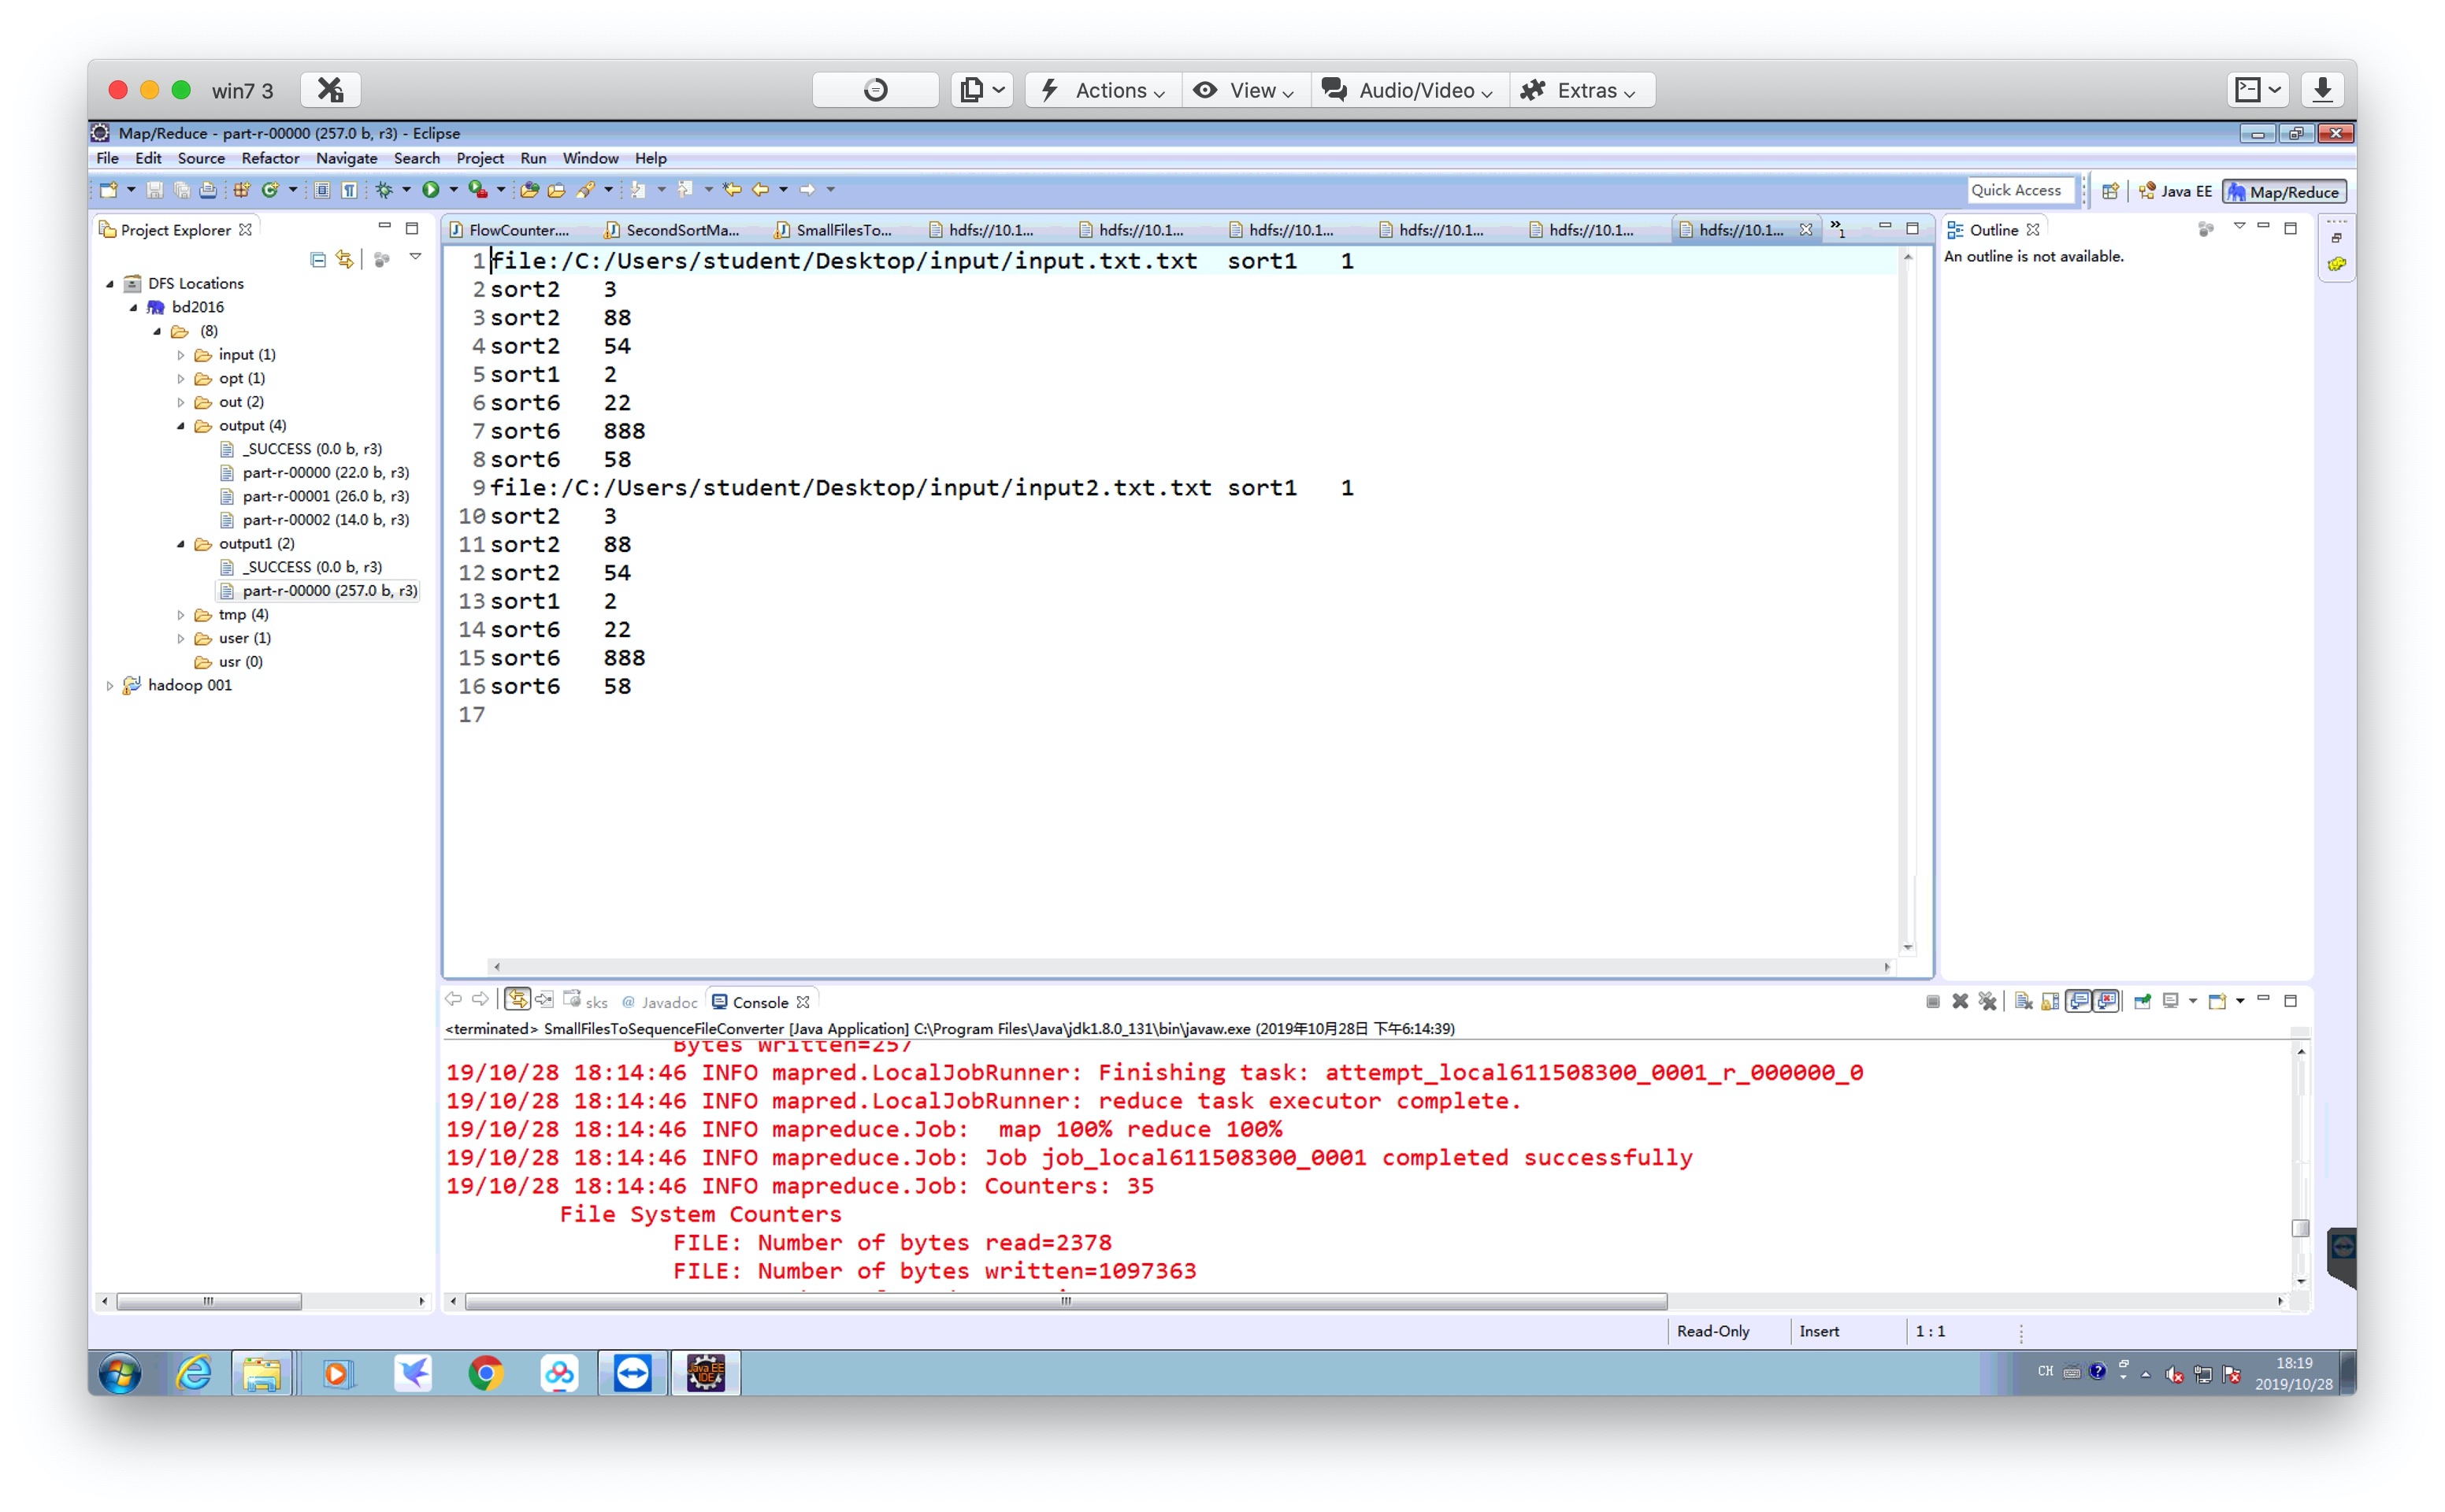 win7 3
Actions
View
Audio/Video
Extras
Map/Reduce - part-r-00000 (257.0 b, r3) - Eclipse
File Edit Source Refactor Navigate Search Project Run Window Help
Quick Access
Java EE
Map/Reduce
Project Explorer
DFS Locations
bd2016
(8)
input (1)
opt (1)
out (2)
output (4)
_SUCCESS (0.0 b, r3)
part-r-00000 (22.0 b, r3)
part-r-00001 (26.0 b, r3)
part-r-00002 (14.0 b, r3)
output1 (2)
_SUCCESS (0.0 b, r3)
part-r-00000 (257.0 b, r3)
tmp (4)
user (1)
usr (0)
hadoop 001
FlowCounter.... SecondSortMa... SmallFilesTo... hdfs://10.1... hdfs://10.1... hdfs://10.1... hdfs://10.1... hdfs://10.1... hdfs://10.1... »1
1 file:/C:/Users/student/Desktop/input/input.txt.txt sort1 1
2 sort2 3
3 sort2 88
4 sort2 54
5 sort1 2
6 sort6 22
7 sort6 888
8 sort6 58
9 file:/C:/Users/student/Desktop/input/input2.txt.txt sort1 1
10 sort2 3
11 sort2 88
12 sort2 54
13 sort1 2
14 sort6 22
15 sort6 888
16 sort6 58
17
Outline
An outline is not available.
sks @ Javadoc Console
<terminated> SmallFilesToSequenceFileConverter [Java Application] C:\Program Files\Java\jdk1.8.0_131\bin\javaw.exe (2019年10月28日 下午6:14:39)
Bytes Written=257
19/10/28 18:14:46 INFO mapred.LocalJobRunner: Finishing task: attempt_local611508300_0001_r_000000_0
19/10/28 18:14:46 INFO mapred.LocalJobRunner: reduce task executor complete.
19/10/28 18:14:46 INFO mapreduce.Job:  map 100% reduce 100%
19/10/28 18:14:46 INFO mapreduce.Job: Job job_local611508300_0001 completed successfully
19/10/28 18:14:46 INFO mapreduce.Job: Counters: 35
File System Counters
FILE: Number of bytes read=2378
FILE: Number of bytes written=1097363
Read-Only
Insert
1 : 1
Java EE
IDE
CH
18:19
2019/10/28